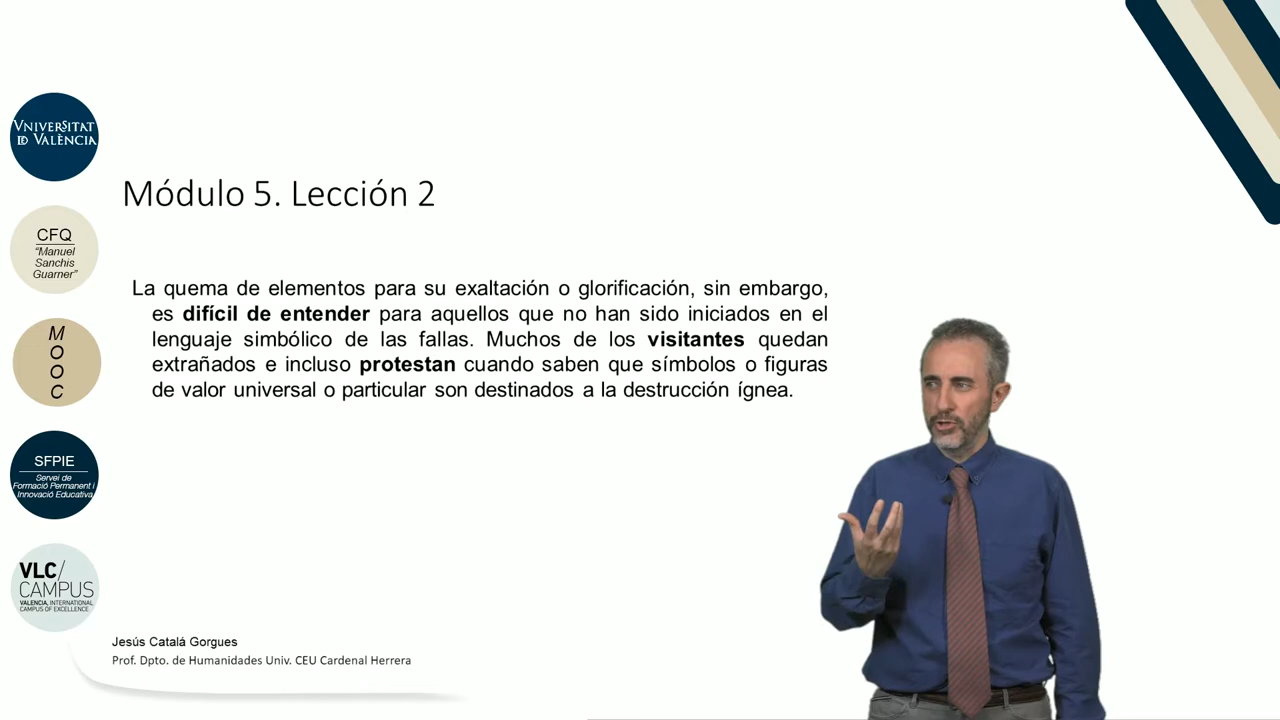 VNIVERSITAT
ID VALÈNCIA
CFQ
“Manuel
Sanchis
Guarner”
M
O
O
C
SFPIE
Servei de
Formació Permanent i
Innovació Educativa
VLC/
CAMPUS
VALENCIA, INTERNATIONAL
CAMPUS OF EXCELLENCE
Módulo 5. Lección 2
La quema de elementos para su exaltación o glorificación, sin embargo,
es difícil de entender para aquellos que no han sido iniciados en el
lenguaje simbólico de las fallas. Muchos de los visitantes quedan
extrañados e incluso protestan cuando saben que símbolos o figuras
de valor universal o particular son destinados a la destrucción ígnea.
Jesús Catalá Gorgues
Prof. Dpto. de Humanidades Univ. CEU Cardenal Herrera